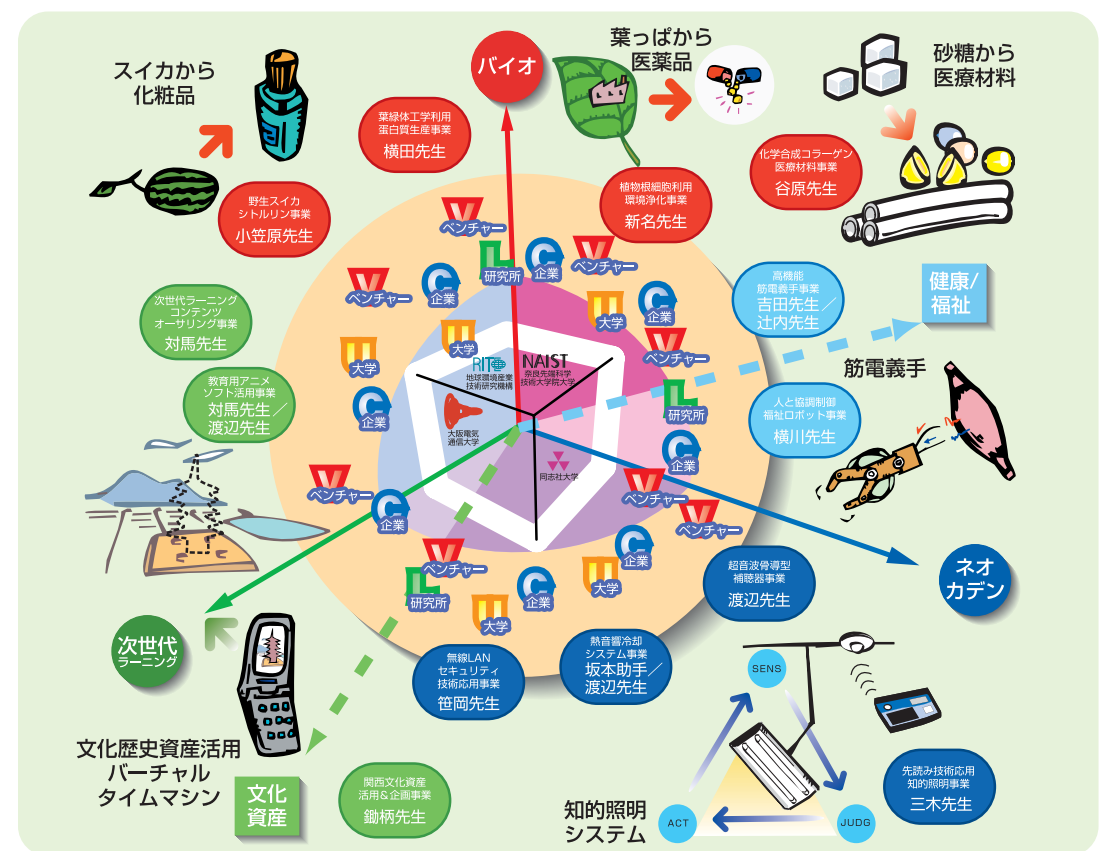 スイカから
化粧品
バイオ
葉っぱから
医薬品
砂糖から
医療材料
葉緑体工学利用
蛋白質生産事業
横田先生
野生スイカ
シトルリン事業
小笠原先生
植物根細胞利用
環境浄化事業
新名先生
化学合成コラーゲン
医療材料事業
谷原先生
ベンチャー
研究所
企業
ベンチャー
ベンチャー
企業
大学
企業
高機能
筋電義手事業
吉田先生／
辻内先生
健康/
福祉
次世代ラーニング
コンテンツ
オーサリング事業
対馬先生
大学
大学
ベンチャー
RITE
地球環境産業
技術研究機構
NAIST
奈良先端科学
技術大学院大学
筋電義手
教育用アニメ
ソフト活用事業
対馬先生／
渡辺先生
企業
大阪電気
通信大学
研究所
人と協調制御
福祉ロボット事業
横川先生
企業
同志社大学
ベンチャー
ベンチャー
企業
ベンチャー
企業
ベンチャー
大学
研究所
企業
大学
超音波骨導型
補聴器事業
渡辺先生
ネオ
カデン
次世代
ラーニング
無線LAN
セキュリティ
技術応用事業
笹岡先生
熱音響冷却
システム事業
坂本助手／
渡辺先生
SENS
文化歴史資産活用
バーチャル
タイムマシン
文化
資産
関西文化資産
活用＆企画事業
鋤柄先生
知的照明
システム
ACT
JUDG
先読み技術応用
知的照明事業
三木先生